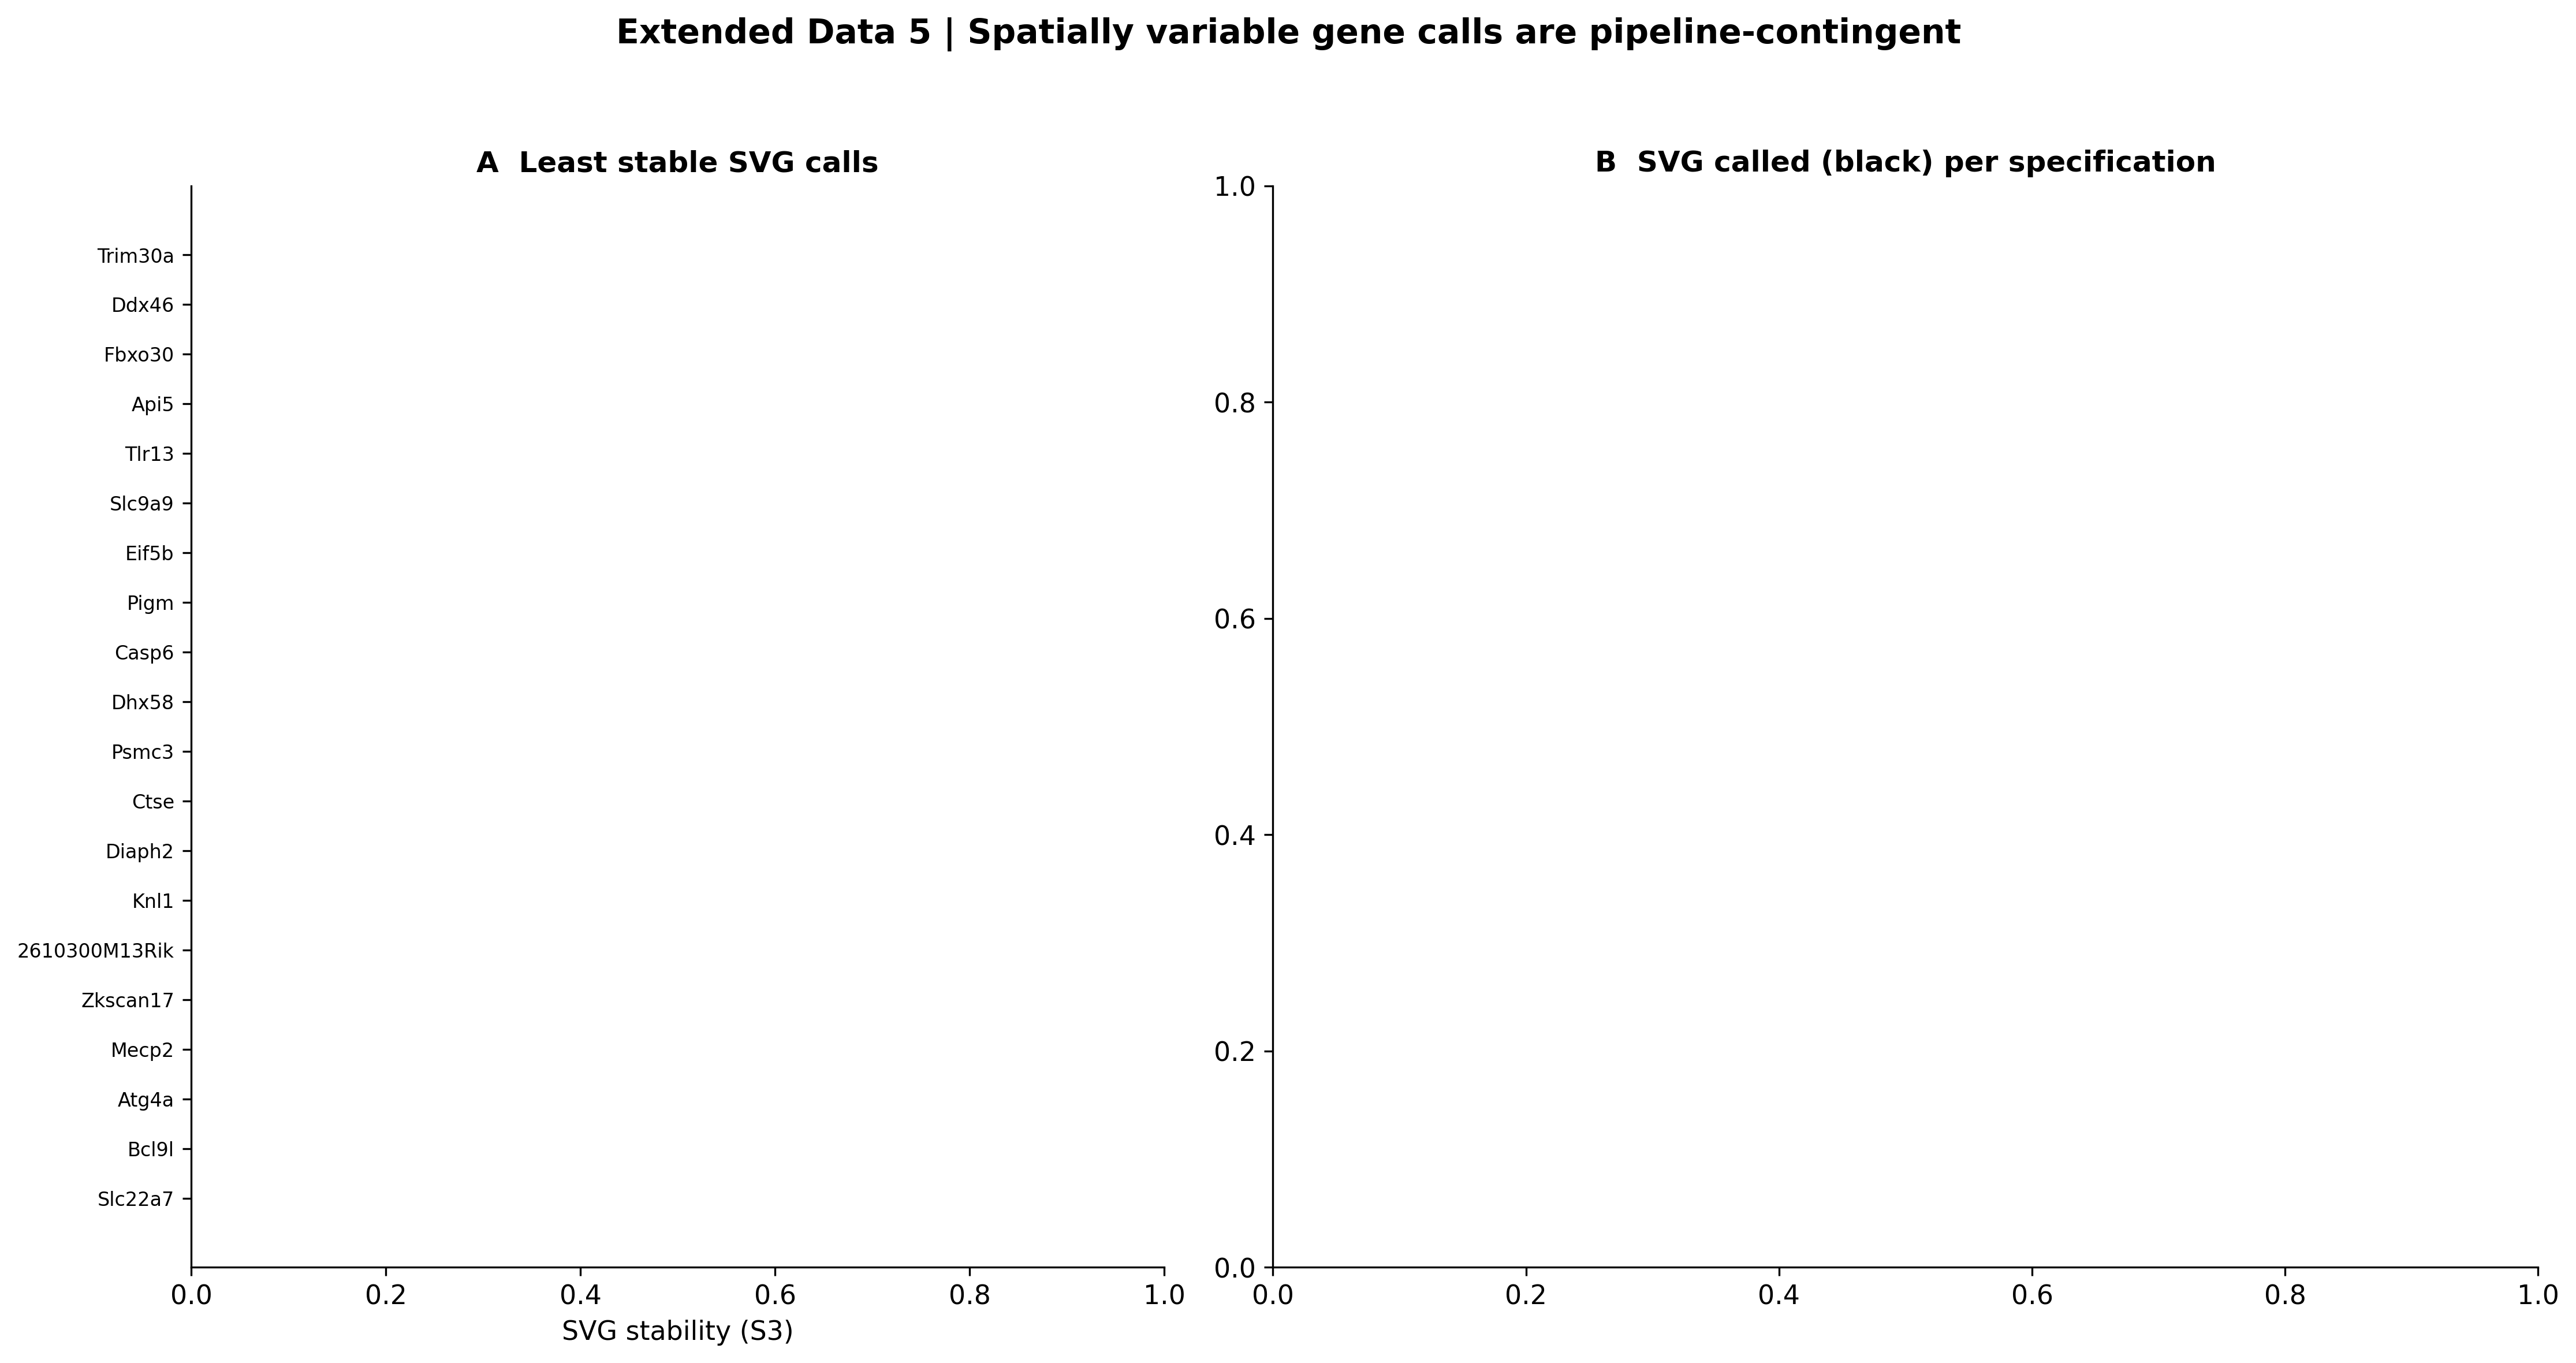 Extended Data 5 | Spatially variable gene calls are pipeline-contingent
A  Least stable SVG calls
Trim30a
Ddx46
Fbxo30
Api5
Tlr13
Slc9a9
Eif5b
Pigm
Casp6
Dhx58
Psmc3
Ctse
Diaph2
Knl1
2610300M13Rik
Zkscan17
Mecp2
Atg4a
Bcl9l
Slc22a7
0.0 0.2 0.4 0.6 0.8 1.0
SVG stability (S3)
B  SVG called (black) per specification
1.0
0.8
0.6
0.4
0.2
0.0
0.0 0.2 0.4 0.6 0.8 1.0